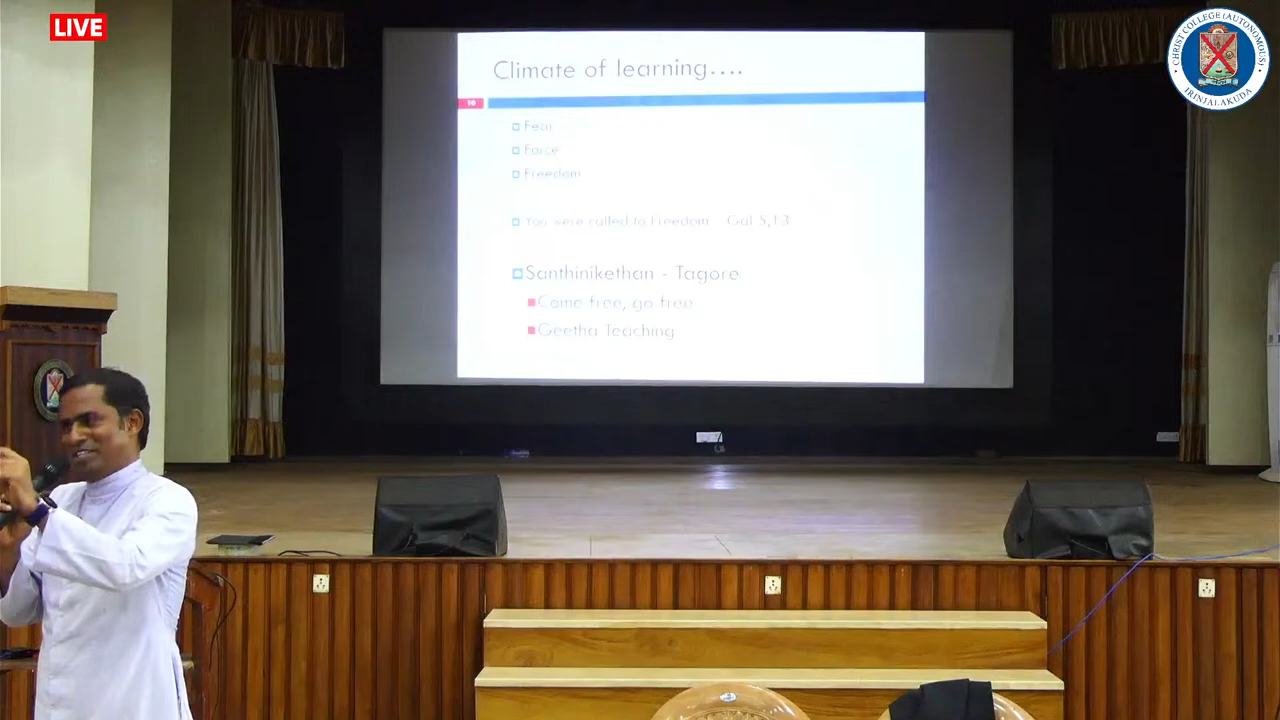 LIVE
CHRIST COLLEGE (AUTONOMOUS)
IRINJALAKUDA
Climate of learning....
10
Fear
Force
Freedom
You were called to Freedom Gal 5,13
Santhinikethan - Tagore
Come free, go free
Geetha Teaching